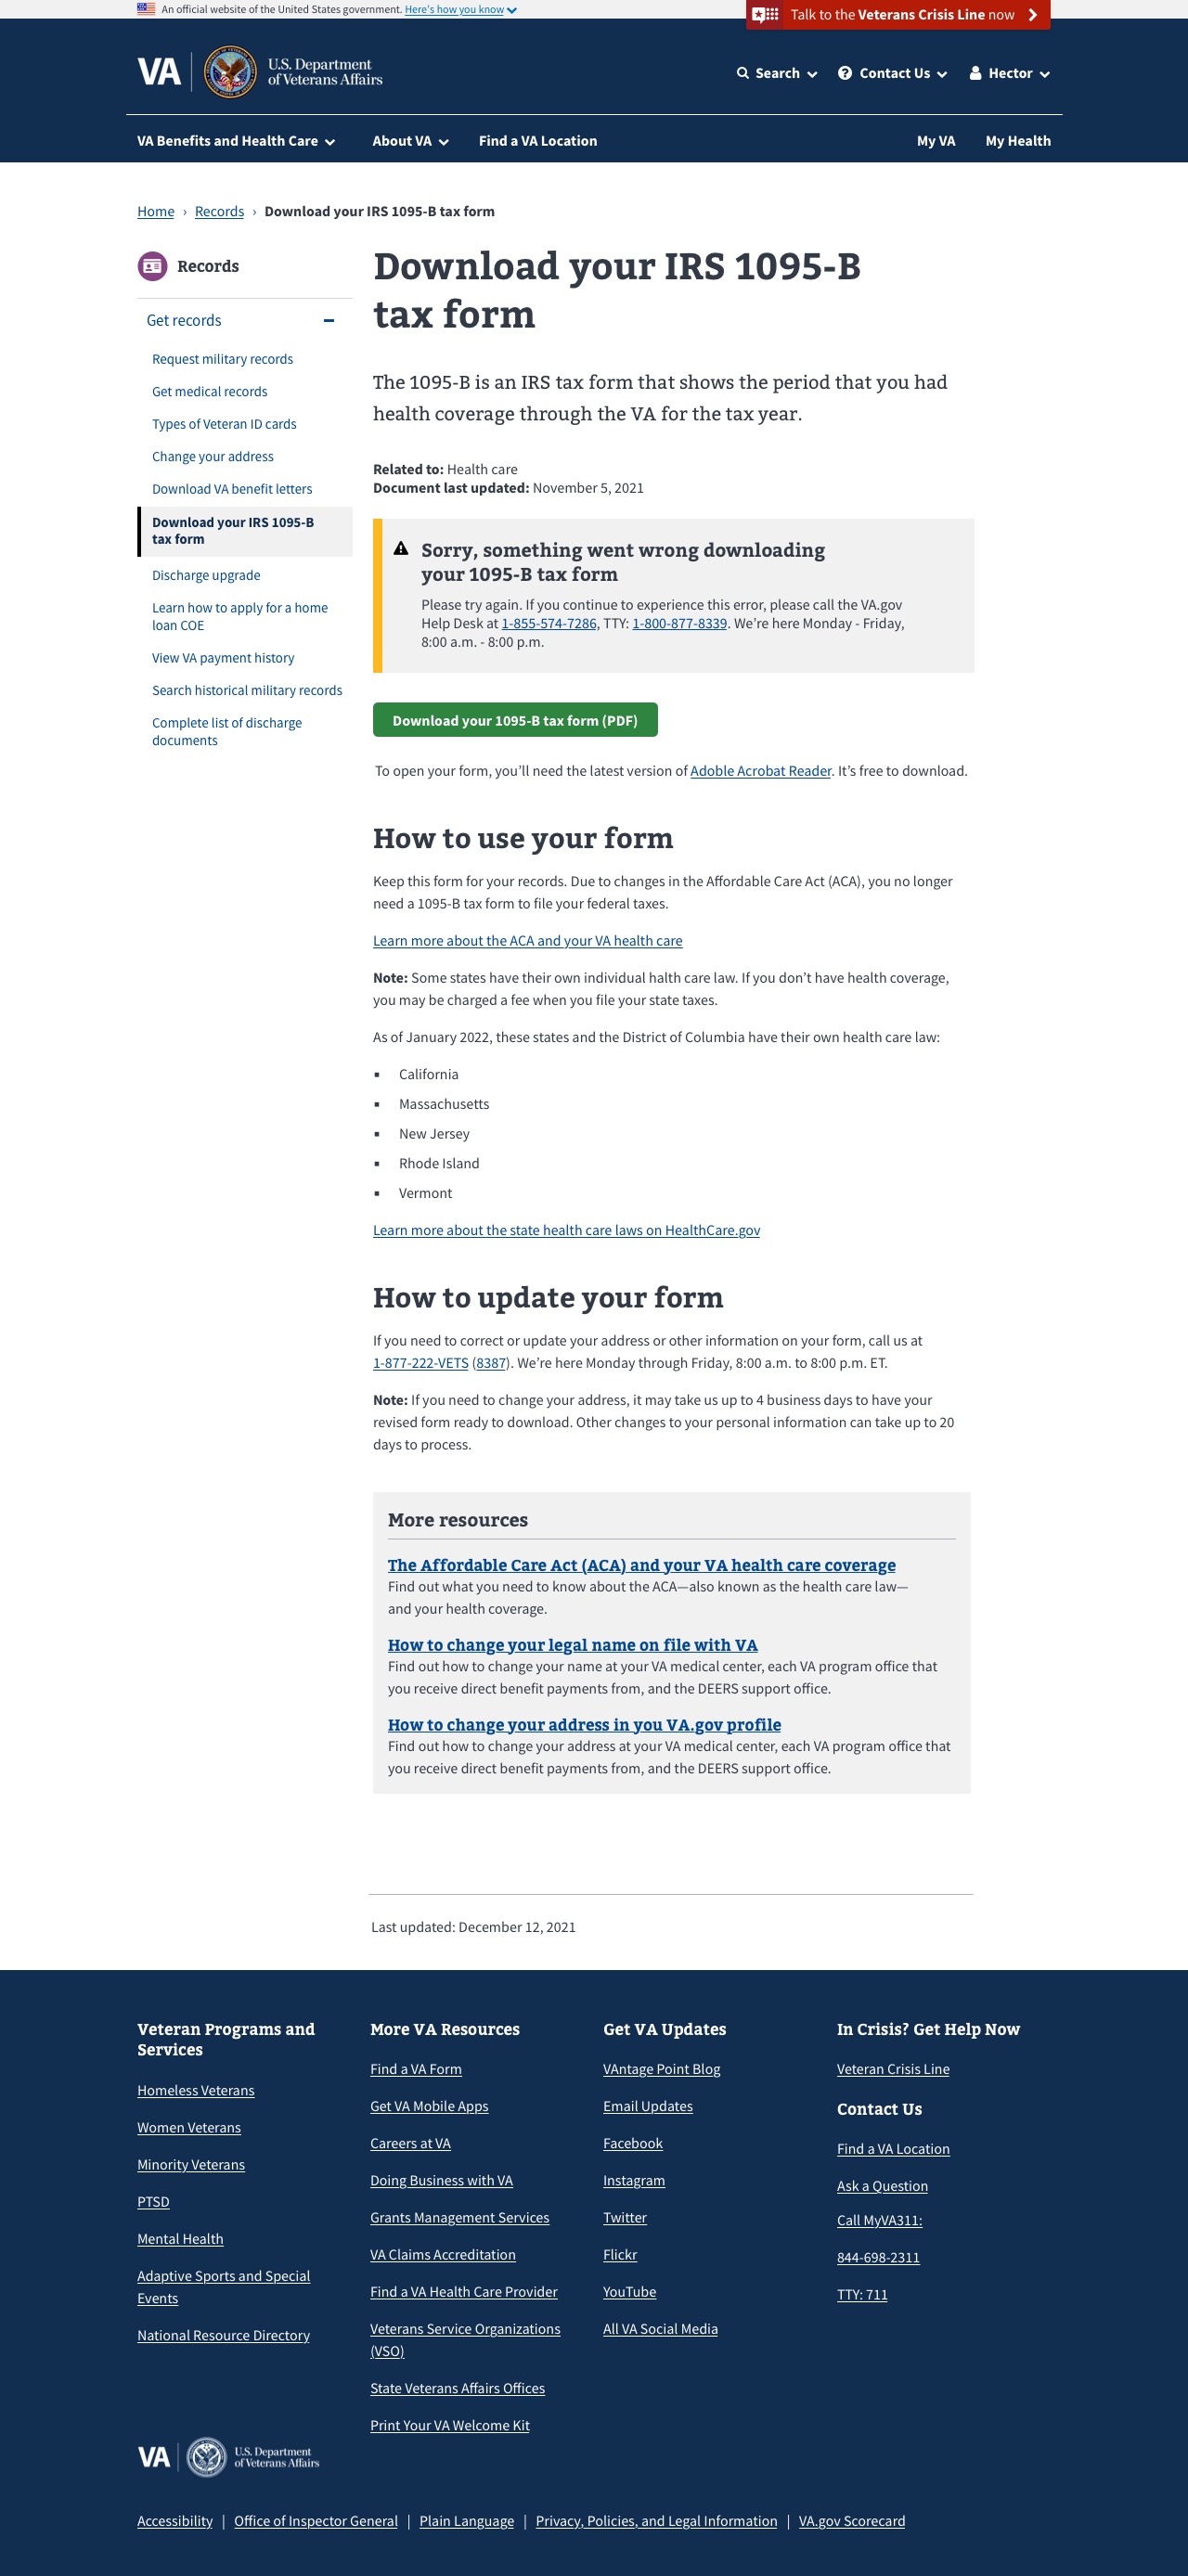 An official website of the United States government. Here's how you know
Talk to the Veterans Crisis Line now
VA
U.S. Department
of Veterans Affairs
Search
Contact Us
Hector
VA Benefits and Health Care
About VA
Find a VA Location
My VA
My Health
Home › Records › Download your IRS 1095-B tax form
Records
Get records
Request military records
Get medical records
Types of Veteran ID cards
Change your address
Download VA benefit letters
Download your IRS 1095-B
tax form
Discharge upgrade
Learn how to apply for a home
loan COE
View VA payment history
Search historical military records
Complete list of discharge
documents
Download your IRS 1095-B
tax form
The 1095-B is an IRS tax form that shows the period that you had
health coverage through the VA for the tax year.
Related to: Health care
Document last updated: November 5, 2021
Sorry, something went wrong downloading
your 1095-B tax form
Please try again. If you continue to experience this error, please call the VA.gov
Help Desk at 1-855-574-7286, TTY: 1-800-877-8339. We’re here Monday - Friday,
8:00 a.m. - 8:00 p.m.
Download your 1095-B tax form (PDF)
To open your form, you’ll need the latest version of Adoble Acrobat Reader. It’s free to download.
How to use your form
Keep this form for your records. Due to changes in the Affordable Care Act (ACA), you no longer
need a 1095-B tax form to file your federal taxes.
Learn more about the ACA and your VA health care
Note: Some states have their own individual halth care law. If you don’t have health coverage,
you may be charged a fee when you file your state taxes.
As of January 2022, these states and the District of Columbia have their own health care law:
▪ California
▪ Massachusetts
▪ New Jersey
▪ Rhode Island
▪ Vermont
Learn more about the state health care laws on HealthCare.gov
How to update your form
If you need to correct or update your address or other information on your form, call us at
1-877-222-VETS (8387). We’re here Monday through Friday, 8:00 a.m. to 8:00 p.m. ET.
Note: If you need to change your address, it may take us up to 4 business days to have your
revised form ready to download. Other changes to your personal information can take up to 20
days to process.
More resources
The Affordable Care Act (ACA) and your VA health care coverage
Find out what you need to know about the ACA—also known as the health care law—
and your health coverage.
How to change your legal name on file with VA
Find out how to change your name at your VA medical center, each VA program office that
you receive direct benefit payments from, and the DEERS support office.
How to change your address in you VA.gov profile
Find out how to change your address at your VA medical center, each VA program office that
you receive direct benefit payments from, and the DEERS support office.
Last updated: December 12, 2021
Veteran Programs and
Services
Homeless Veterans
Women Veterans
Minority Veterans
PTSD
Mental Health
Adaptive Sports and Special
Events
National Resource Directory
More VA Resources
Find a VA Form
Get VA Mobile Apps
Careers at VA
Doing Business with VA
Grants Management Services
VA Claims Accreditation
Find a VA Health Care Provider
Veterans Service Organizations
(VSO)
State Veterans Affairs Offices
Print Your VA Welcome Kit
Get VA Updates
VAntage Point Blog
Email Updates
Facebook
Instagram
Twitter
Flickr
YouTube
All VA Social Media
In Crisis? Get Help Now
Veteran Crisis Line
Contact Us
Find a VA Location
Ask a Question
Call MyVA311:
844-698-2311
TTY: 711
VA
U.S. Department
of Veterans Affairs
Accessibility | Office of Inspector General | Plain Language | Privacy, Policies, and Legal Information | VA.gov Scorecard